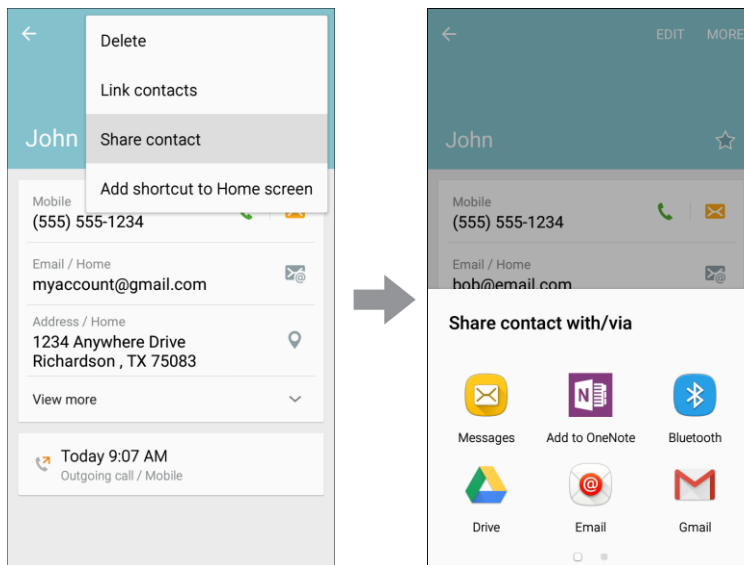 Delete
Link contacts
John
Share contact
Add shortcut to Home screen
Mobile
(555) 555-1234
Email / Home
myaccount@gmail.com
Address / Home
1234 Anywhere Drive
Richardson , TX 75083
View more
Today 9:07 AM
Outgoing call / Mobile
EDIT MORE
John
Mobile
(555) 555-1234
Email / Home
bob@email.com
Share contact with/via
Messages Add to OneNote Bluetooth
Drive Email Gmail